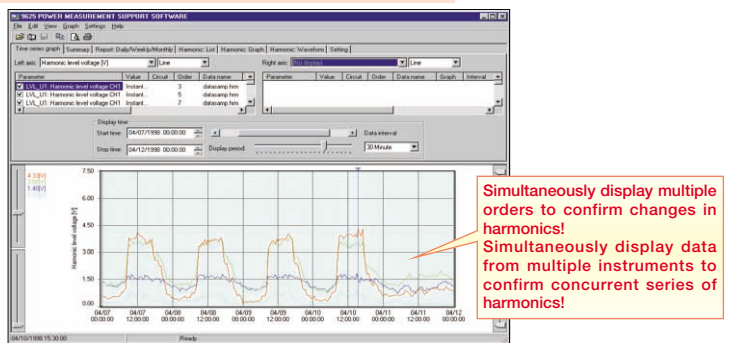 9625 POWER MEASUREMENT SUPPORT SOFTWARE
File Edit View Graph Settings Help
Time series graph Summary Report: Daily/Weekly/Monthly Harmonic List Harmonic Graph Harmonic Waveform Setting
Left axis: Harmonic level voltage [V] Line Right axis: [No display] Line
Parameter Value Circuit Order Data name Parameter Value Circuit Order Data name Graph Interval
LVL_U1: Harmonic level voltage CH1 Instant... 3 datasamp.hrn
LVL_U1: Harmonic level voltage CH1 Instant... 5 datasamp.hrn
LVL_U1: Harmonic level voltage CH1 Instant... 7 datasamp.hrn
Display time
Start time: 04/07/1998 00:00:00 Data interval
Stop time: 04/12/1998 00:00:00 Display period: 30 Minute
4.33[V]
1.40[V]
Harmonic level voltage [V]
7.50
6.00
4.50
3.00
1.50
0.00
04/07 04/07 04/08 04/08 04/09 04/09 04/10 04/10 04/11 04/11 04/12
00:00:00 12:00:00 00:00:00 12:00:00 00:00:00 12:00:00 00:00:00 12:00:00 00:00:00 12:00:00 00:00:00
04/10/1998 15:30:00 Ready
Simultaneously display multiple
orders to confirm changes in
harmonics!
Simultaneously display data
from multiple instruments to
confirm concurrent series of
harmonics!